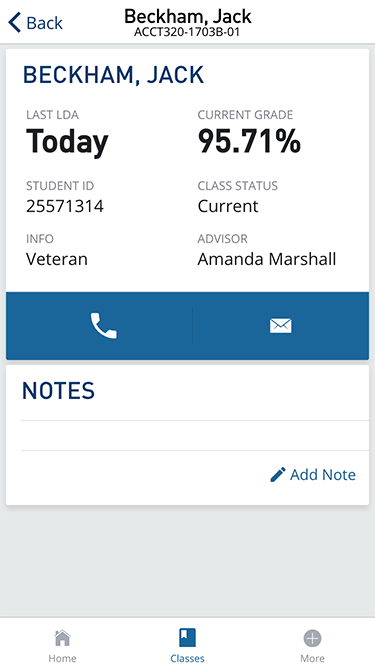 Back
Beckham, Jack
ACCT320-1703B-01
BECKHAM, JACK
LAST LDA CURRENT GRADE
Today 95.71%
STUDENT ID CLASS STATUS
25571314 Current
INFO ADVISOR
Veteran Amanda Marshall
NOTES
Add Note
Home Classes More